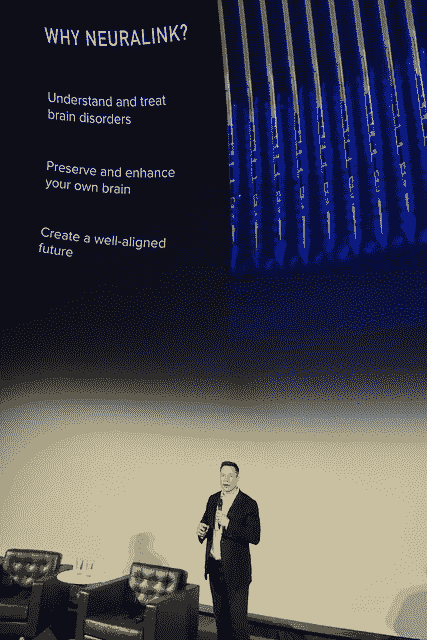 WHY NEURALINK?
Understand and treat
brain disorders
Preserve and enhance
your own brain
Create a well-aligned
future